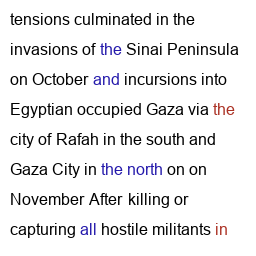 tensions culminated in the
invasions of the Sinai Peninsula
on October and incursions into
Egyptian occupied Gaza via the
city of Rafah in the south and
Gaza City in the north on on
November After killing or
capturing all hostile militants in